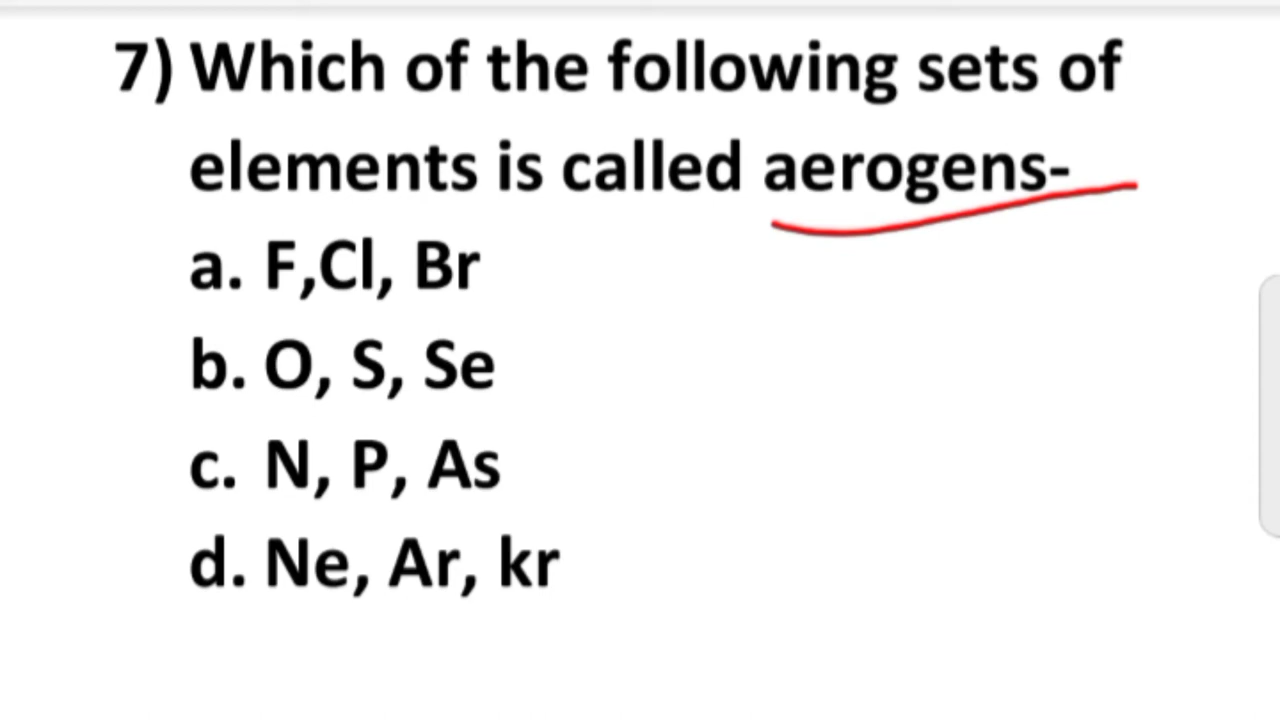 7) Which of the following sets of
elements is called aerogens-
a. F,Cl, Br
b. O, S, Se
c. N, P, As
d. Ne, Ar, kr